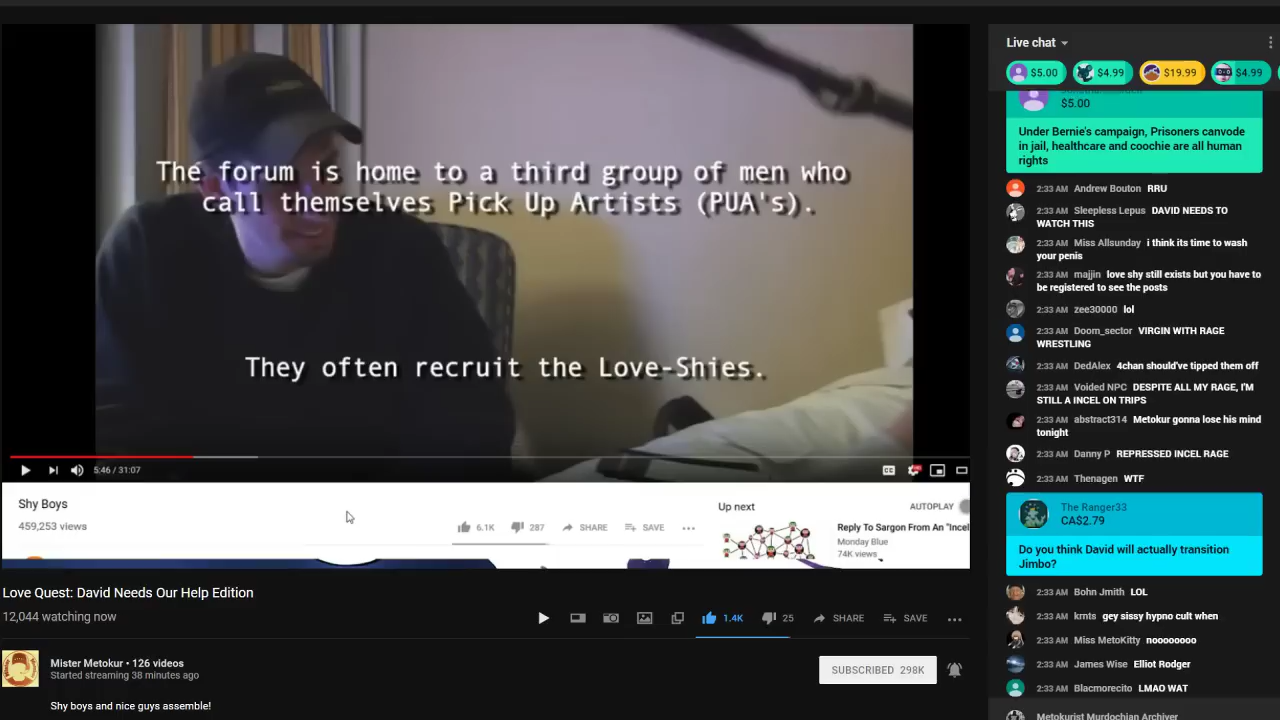 The forum is home to a third group of men who
call themselves Pick Up Artists (PUA's).
They often recruit the Love-Shies.
5:46 / 31:07
Shy Boys
459,253 views
6.1K
287
SHARE
SAVE
Up next
AUTOPLAY
Reply To Sargon From An "Incel
Monday Blue
74K views
Love Quest: David Needs Our Help Edition
12,044 watching now
1.4K
25
SHARE
SAVE
Mister Metokur • 126 videos
Started streaming 38 minutes ago
SUBSCRIBED 298K
Shy boys and nice guys assemble!
Live chat
$5.00
$4.99
$19.99
$4.99
$5.00
Under Bernie's campaign, Prisoners canvode
in jail, healthcare and coochie are all human
rights
2:33 AM Andrew Bouton RRU
2:33 AM Sleepless Lepus DAVID NEEDS TO
WATCH THIS
2:33 AM Miss Allsunday i think its time to wash
your penis
2:33 AM majjin love shy still exists but you have to
be registered to see the posts
2:33 AM zee30000 lol
2:33 AM Doom_sector VIRGIN WITH RAGE
WRESTLING
2:33 AM DedAlex 4chan should've tipped them off
2:33 AM Voided NPC DESPITE ALL MY RAGE, I'M
STILL A INCEL ON TRIPS
2:33 AM abstract314 Metokur gonna lose his mind
tonight
2:33 AM Danny P REPRESSED INCEL RAGE
2:33 AM Thenagen WTF
The Ranger33
CA$2.79
Do you think David will actually transition
Jimbo?
2:33 AM Bohn Jmith LOL
2:33 AM krnts gey sissy hypno cult when
2:33 AM Miss MetoKitty noooooooo
2:33 AM James Wise Elliot Rodger
2:33 AM Blacmorecito LMAO WAT
Metokurist Murdochian Archiver